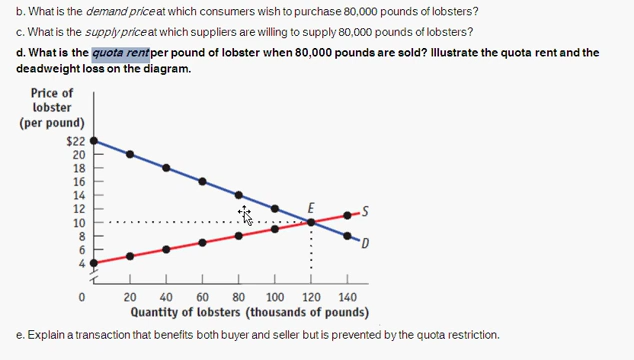 b. What is the demand price at which consumers wish to purchase 80,000 pounds of lobsters?
c. What is the supply price at which suppliers are willing to supply 80,000 pounds of lobsters?
d. What is the quota rent per pound of lobster when 80,000 pounds are sold? Illustrate the quota rent and the
deadweight loss on the diagram.
Price of
lobster
(per pound)
$22
20
18
16
14
12
10
8
6
4
E
S
D
0 20 40 60 80 100 120 140
Quantity of lobsters (thousands of pounds)
e. Explain a transaction that benefits both buyer and seller but is prevented by the quota restriction.